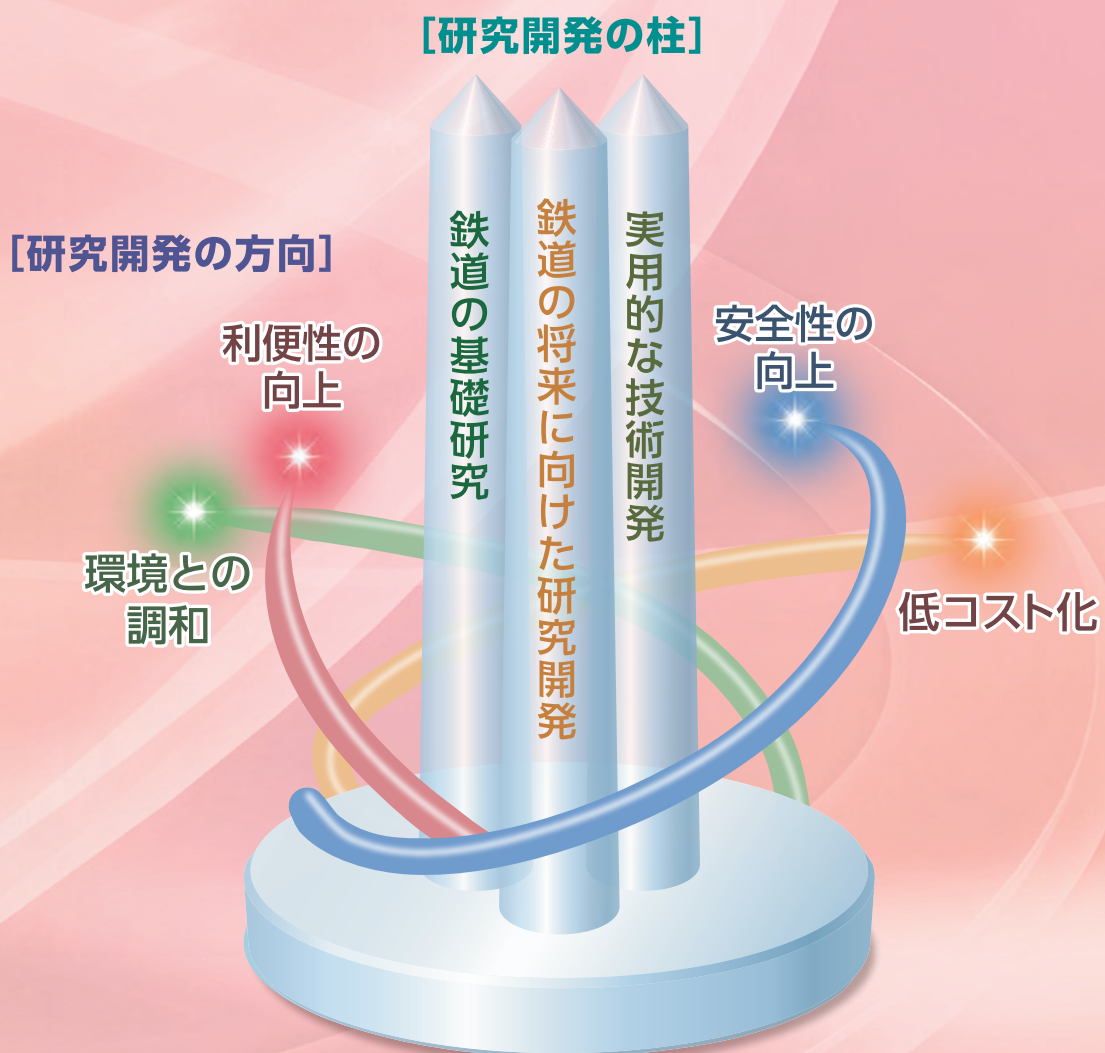 [研究開発の柱]
鉄道の基礎研究
鉄道の将来に向けた研究開発
実用的な技術開発
[研究開発の方向]
利便性の
向上
環境との
調和
安全性の
向上
低コスト化